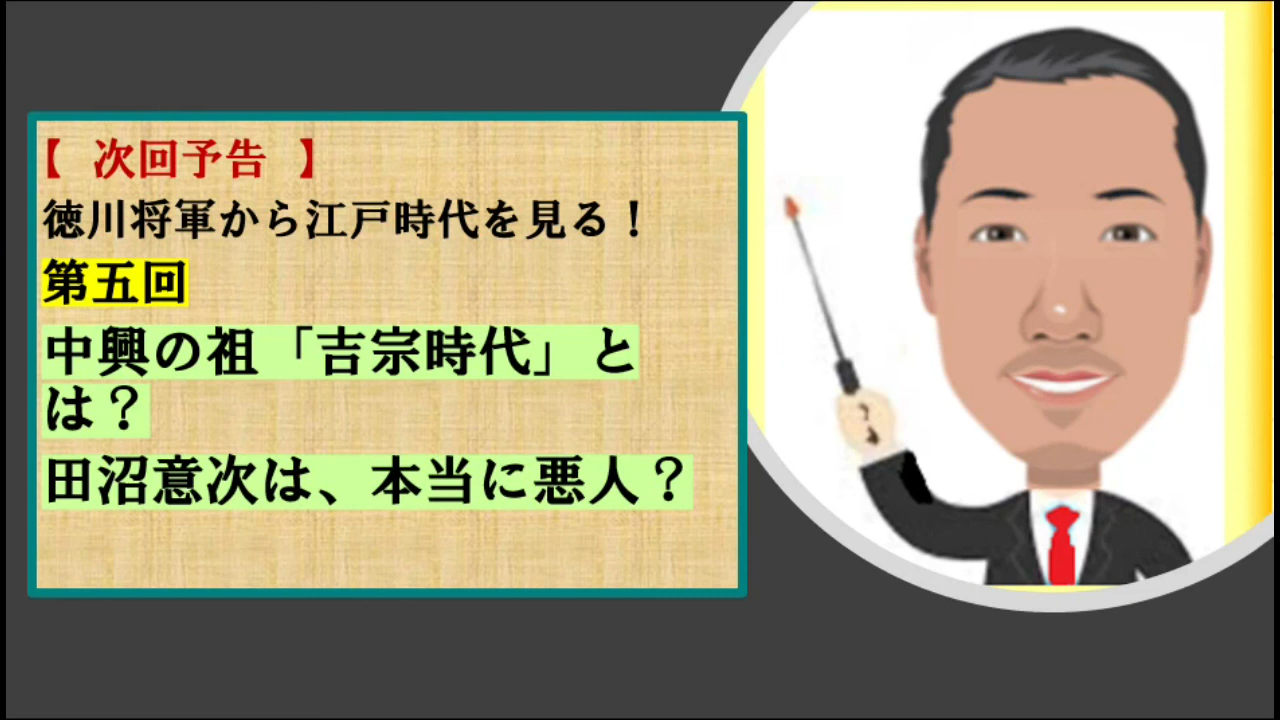 【 次回予告 】
徳川将軍から江戸時代を見る！
第五回
中興の祖「吉宗時代」と
は？
田沼意次は、本当に悪人？